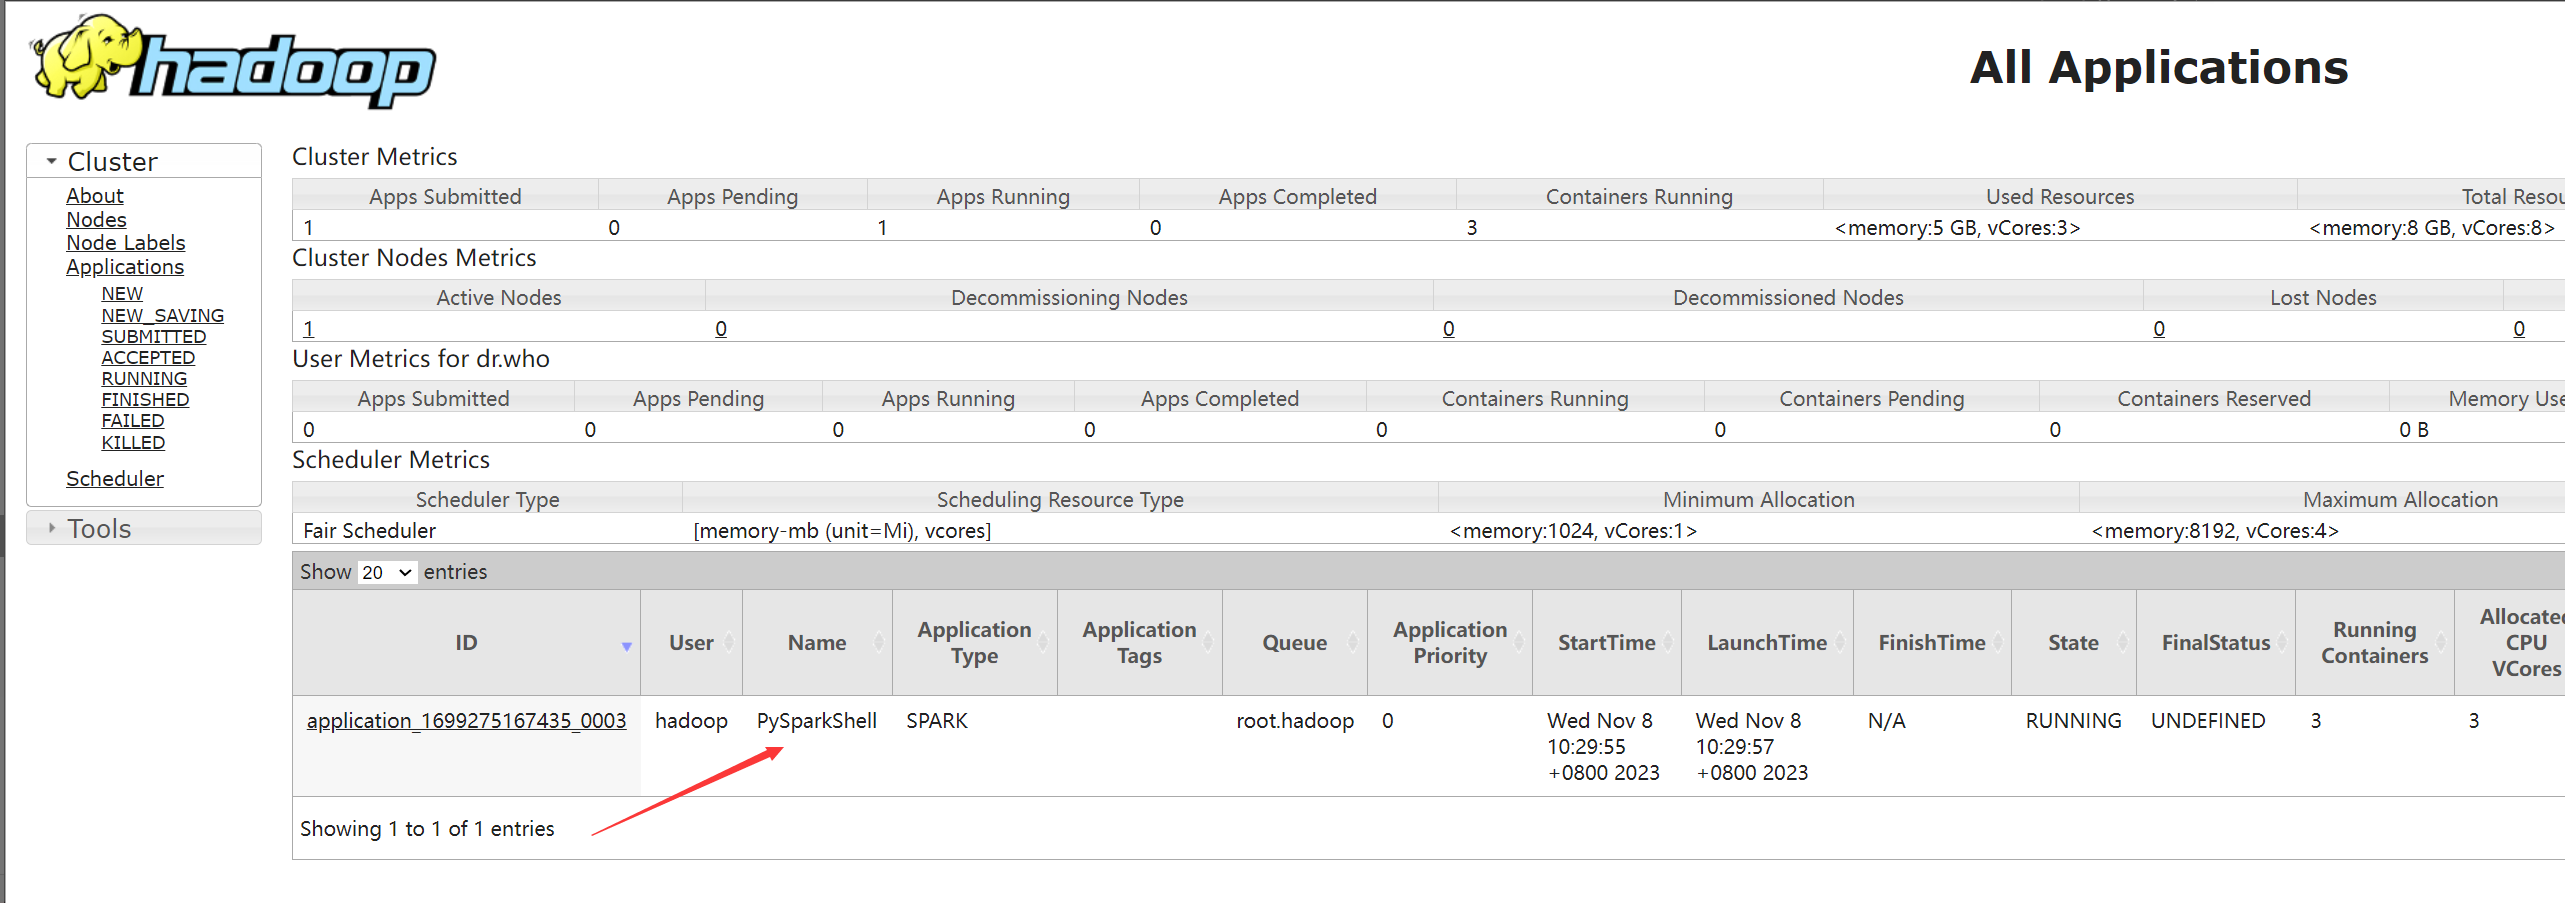 hadoop
All Applications
Cluster
About
Nodes
Node Labels
Applications
NEW
NEW_SAVING
SUBMITTED
ACCEPTED
RUNNING
FINISHED
FAILED
KILLED
Scheduler
Tools
Cluster Metrics
Apps Submitted Apps Pending Apps Running Apps Completed Containers Running Used Resources Total Resou
1 0 1 0 3 <memory:5 GB, vCores:3> <memory:8 GB, vCores:8>
Cluster Nodes Metrics
Active Nodes Decommissioning Nodes Decommissioned Nodes Lost Nodes
1 0 0 0 0
User Metrics for dr.who
Apps Submitted Apps Pending Apps Running Apps Completed Containers Running Containers Pending Containers Reserved Memory Use
0 0 0 0 0 0 0 0 B
Scheduler Metrics
Scheduler Type Scheduling Resource Type Minimum Allocation Maximum Allocation
Fair Scheduler [memory-mb (unit=Mi), vcores] <memory:1024, vCores:1> <memory:8192, vCores:4>
Show 20 entries
ID User Name Application Type Application Tags Queue Application Priority StartTime LaunchTime FinishTime State FinalStatus Running Containers Allocated CPU VCores
application_1699275167435_0003 hadoop PySparkShell SPARK root.hadoop 0 Wed Nov 8 10:29:55 +0800 2023 Wed Nov 8 10:29:57 +0800 2023 N/A RUNNING UNDEFINED 3 3
Showing 1 to 1 of 1 entries